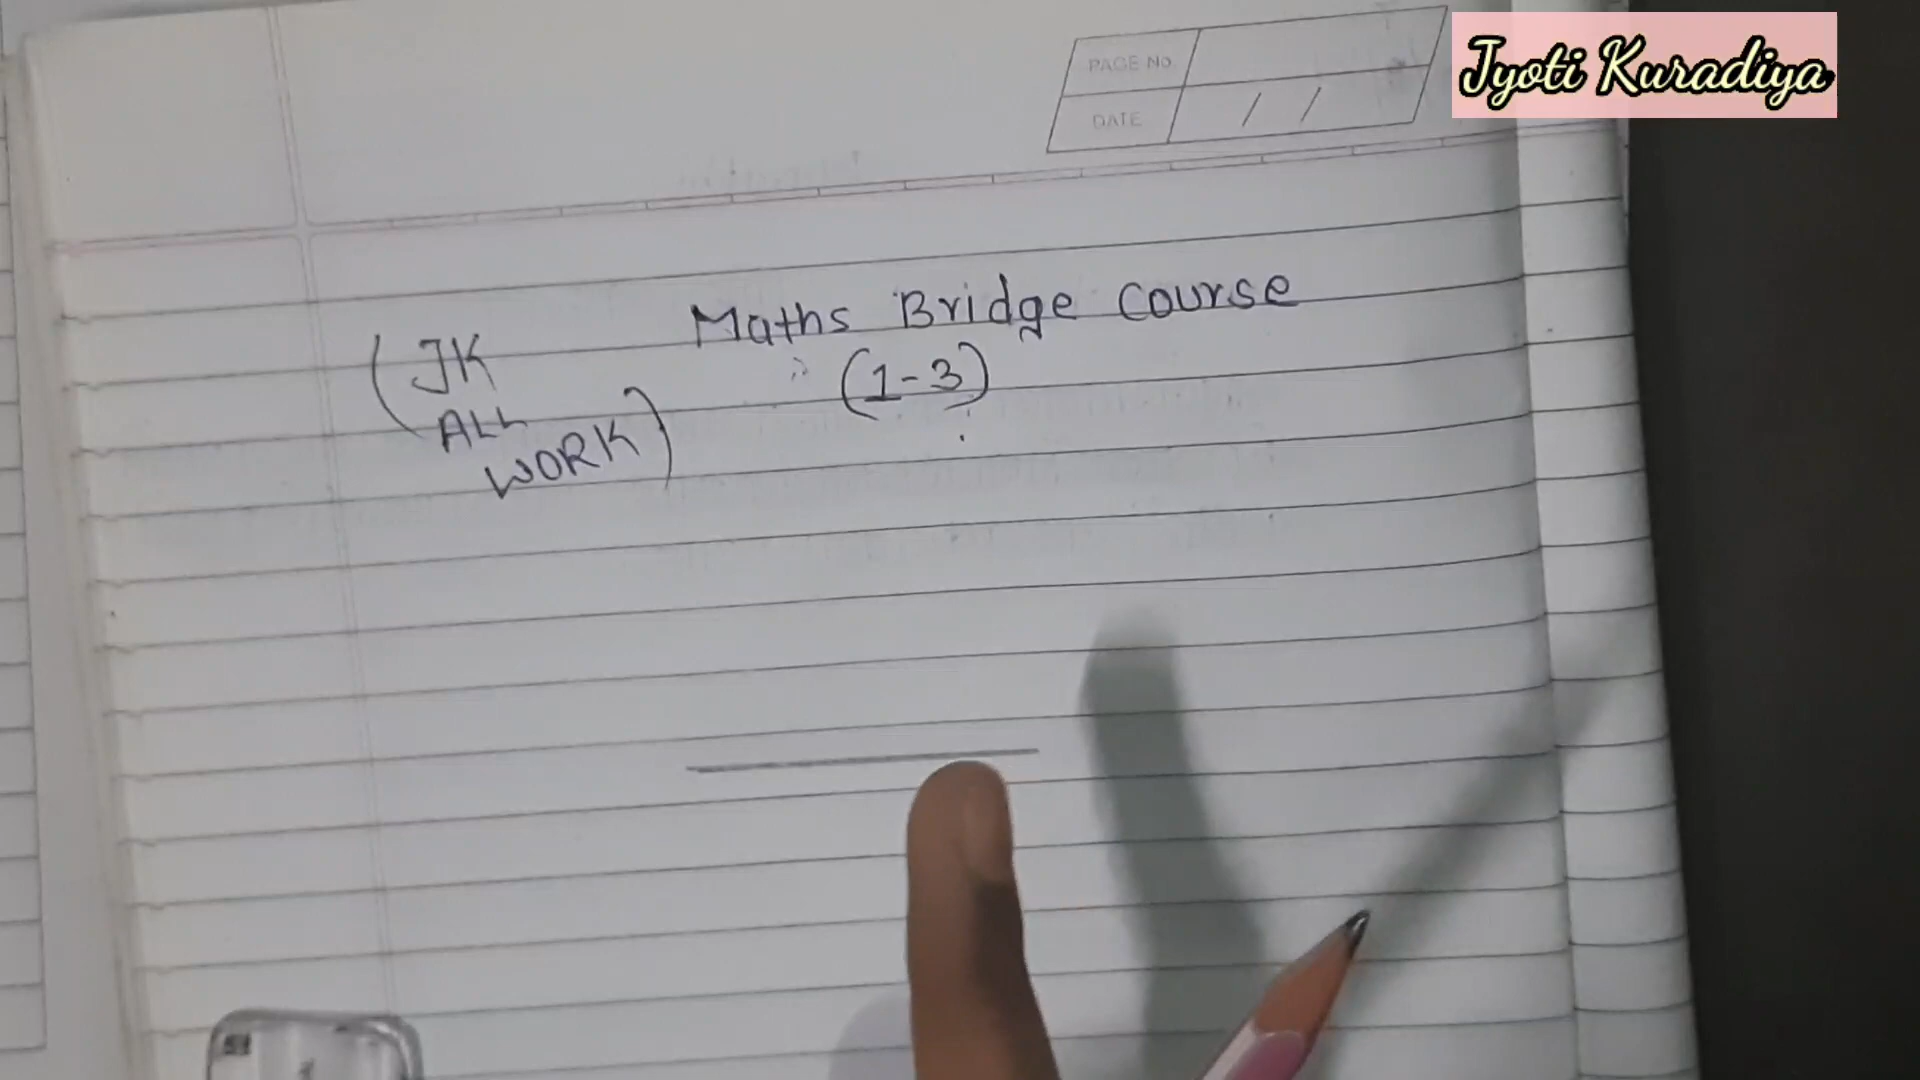 Jyoti Kuradiya
PAGE No.
DATE / /
Maths Bridge course
(1-3)
(JK
ALL
WORK)